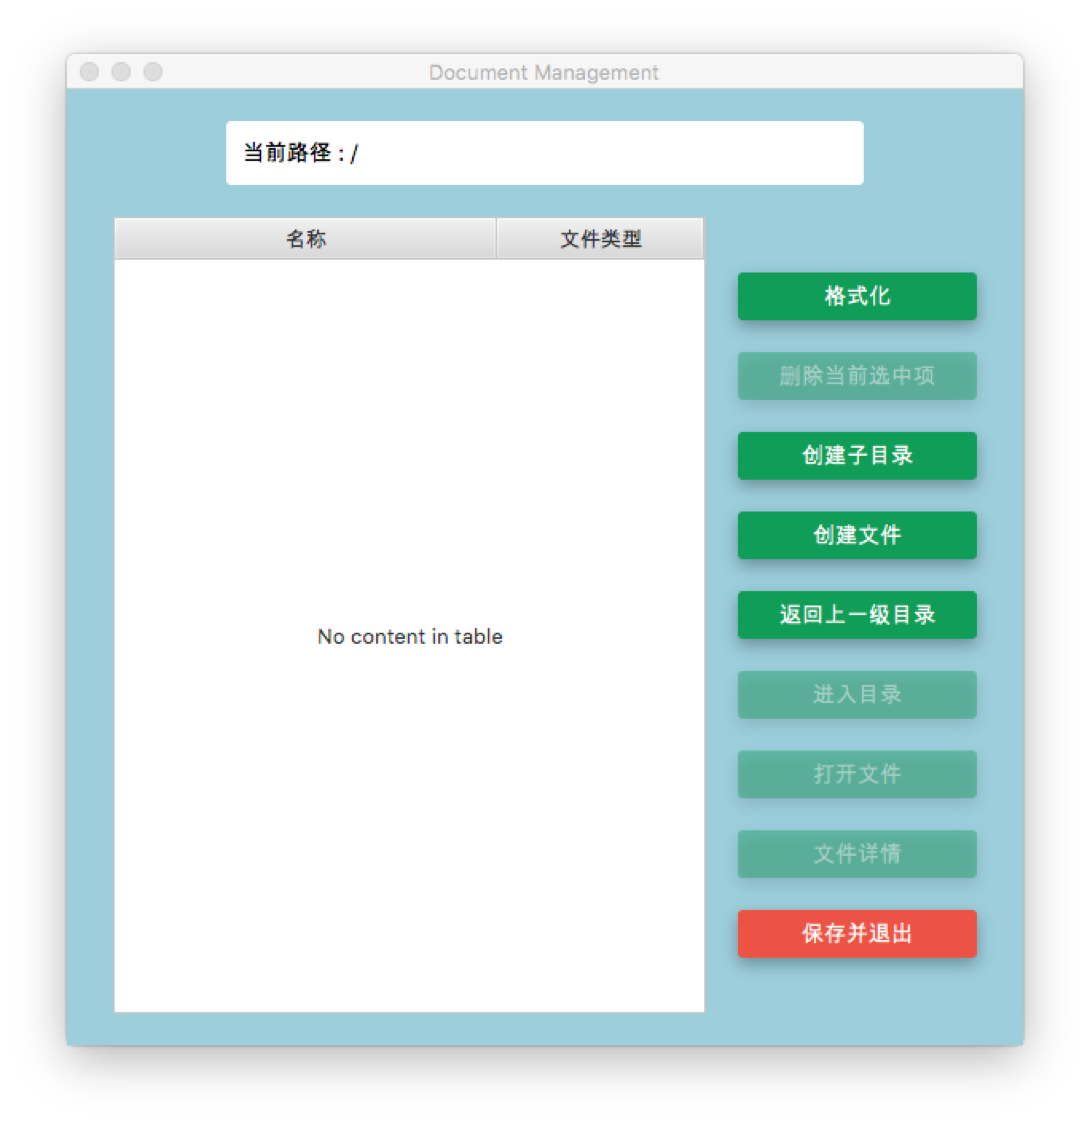 Document Management
当前路径 : /
名称 文件类型
格式化
删除当前选中项
创建子目录
创建文件
返回上一级目录
No content in table
进入目录
打开文件
文件详情
保存并退出